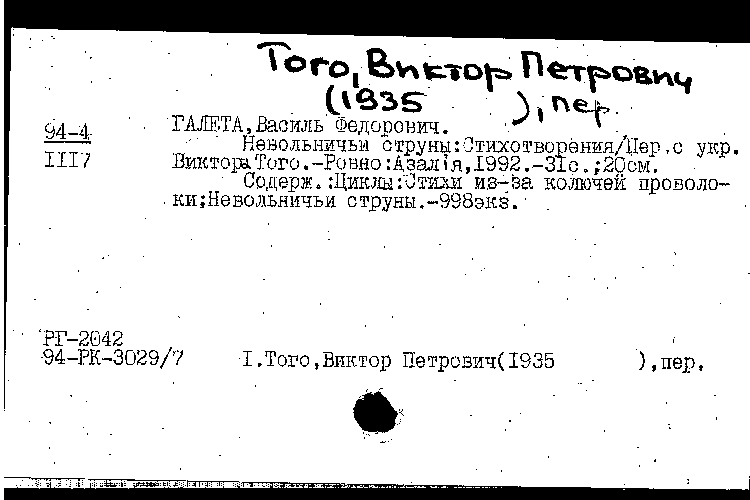 Того, Виктор Петрович
(1935       ), пер.
94-4
III7
ГАЛЕТА,Василь Федорович.
Невольничьи струны:Стихотворения/Пер.с укр.
Виктора Того.-Ровно:Азалiя,1992.-31с.;20см.
Содерж.:Циклы:Стихи из-за колючей проволо-
ки;Невольничьи струны.-998экз.
РГ-2042
94-РК-3029/7
I.Того,Виктор Петрович(1935       ),пер.